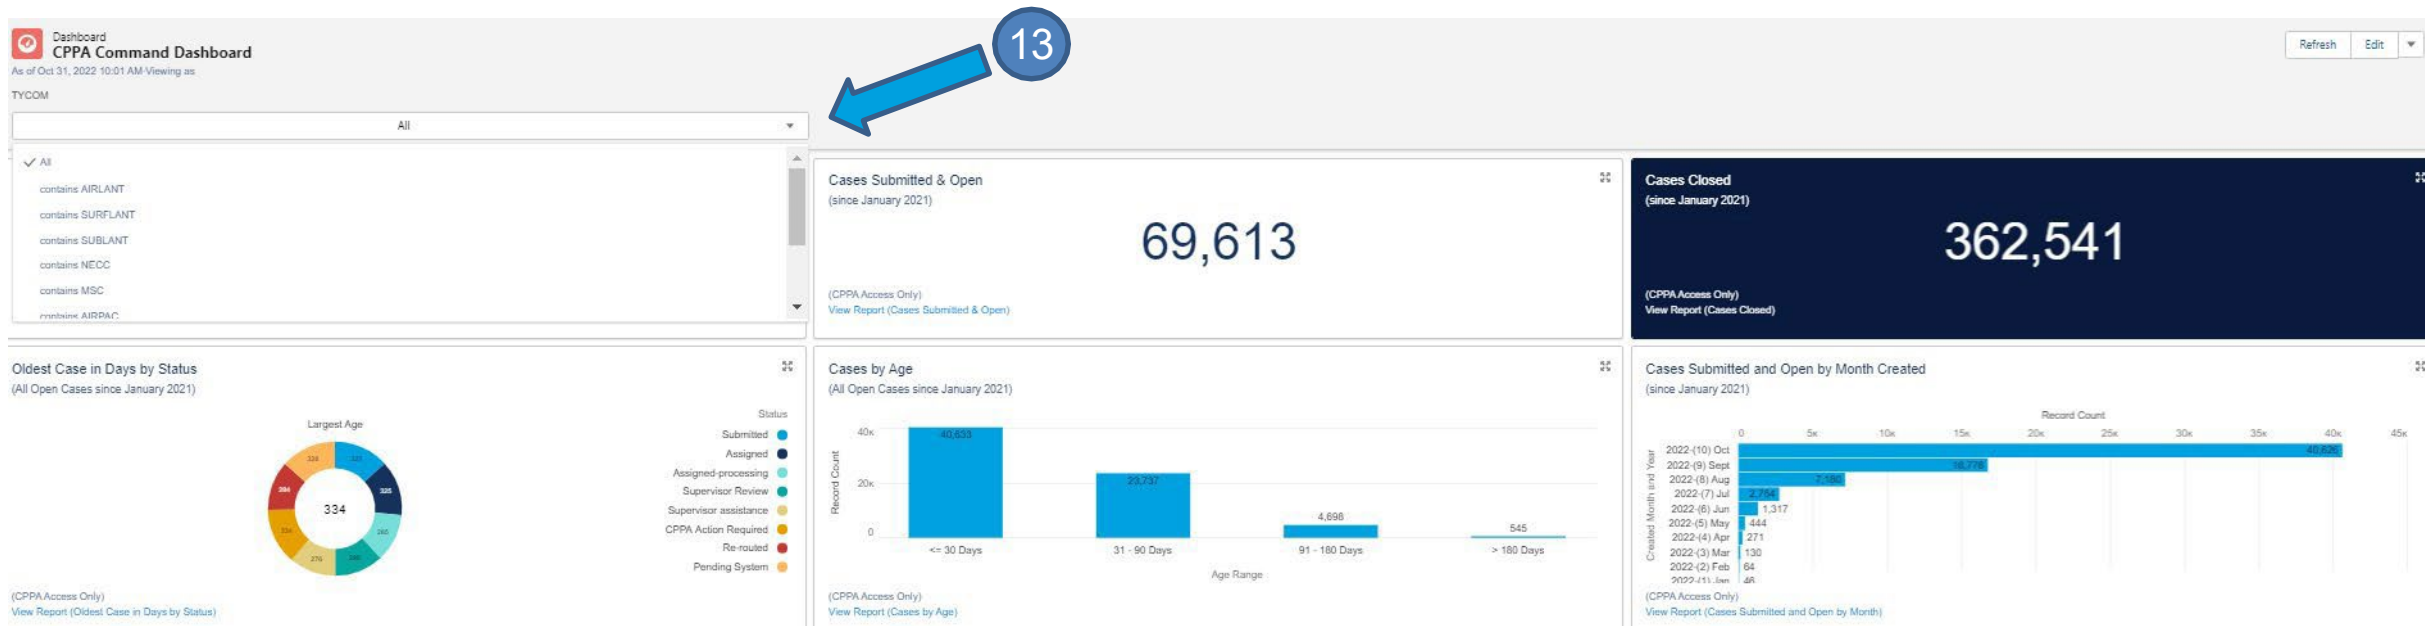 13
Dashboard
CPPA Command Dashboard
As of Oct 31, 2022 10:01 AM·Viewing as
Refresh
Edit
TYCOM
All
All
contains AIRLANT
contains SURFLANT
contains SUBLANT
contains NECC
contains MSC
contains AIRPAC
Cases Submitted & Open
(since January 2021)
69,613
(CPPA Access Only)
View Report (Cases Submitted & Open)
Cases Closed
(since January 2021)
362,541
(CPPA Access Only)
View Report (Cases Closed)
Oldest Case in Days by Status
(All Open Cases since January 2021)
Largest Age
334
325
Status
Submitted
Assigned
Assigned-processing
Supervisor Review
Supervisor assistance
CPPA Action Required
Re-routed
Pending System
(CPPA Access Only)
View Report (Oldest Case in Days by Status)
Cases by Age
(All Open Cases since January 2021)
Record Count
40K
20K
0
40,633
23,737
4,698
545
<= 30 Days
31 - 90 Days
91 - 180 Days
> 180 Days
Age Range
(CPPA Access Only)
View Report (Cases by Age)
Cases Submitted and Open by Month Created
(since January 2021)
Record Count
0 5K 10K 15K 20K 25K 30K 35K 40K 45K
Created Month and Year
2022-(10) Oct 40,626
2022-(9) Sept 16,776
2022-(8) Aug 7,180
2022-(7) Jul 2,754
2022-(6) Jun 1,317
2022-(5) May 444
2022-(4) Apr 271
2022-(3) Mar 130
2022-(2) Feb 64
2022-(1) Jan 46
(CPPA Access Only)
View Report (Cases Submitted and Open by Month)